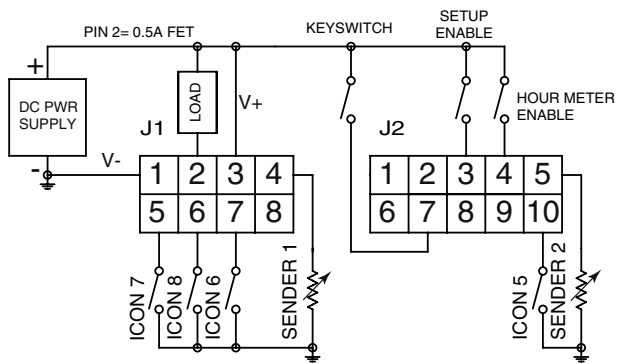 PIN 2= 0.5A FET
KEYSWITCH
SETUP
ENABLE
+
DC PWR
SUPPLY
-
LOAD
V+
HOUR METER
ENABLE
J1
J2
V-
1 2 3 4
5 6 7 8
1 2 3 4 5
6 7 8 9 10
ICON 7
ICON 8
ICON 6
SENDER 1
ICON 5
SENDER 2